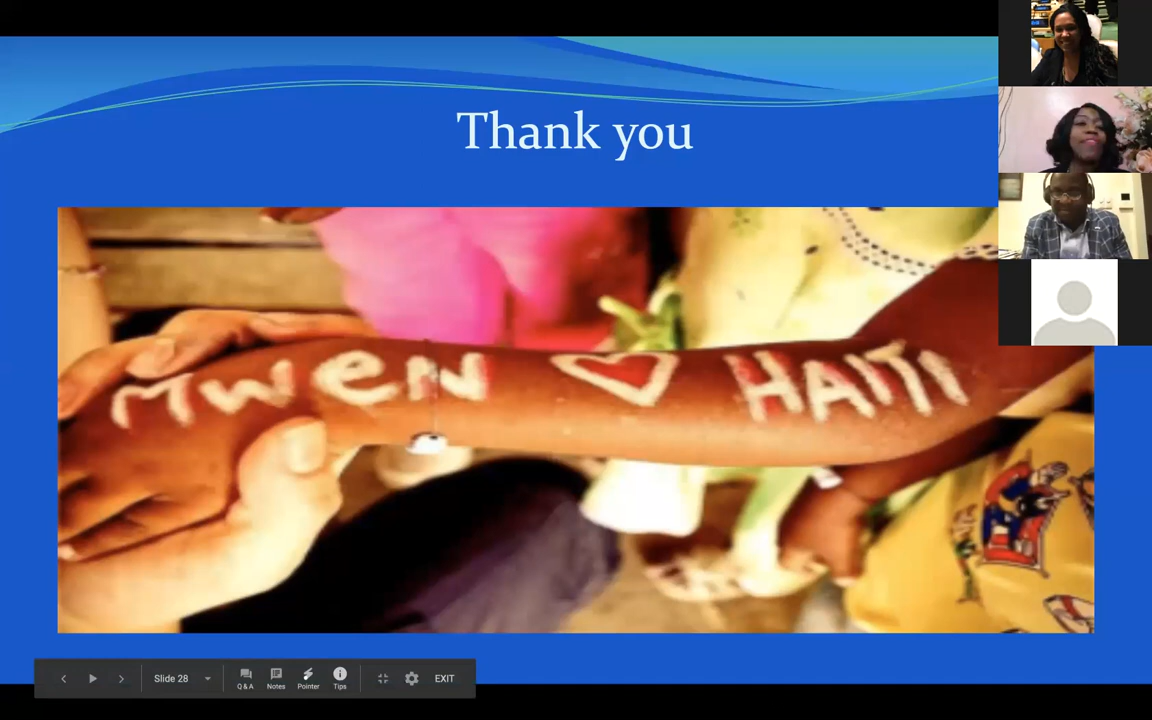 Thank you
MWEN HAITI
Slide 28
Q & A
Notes
Pointer
Tips
EXIT